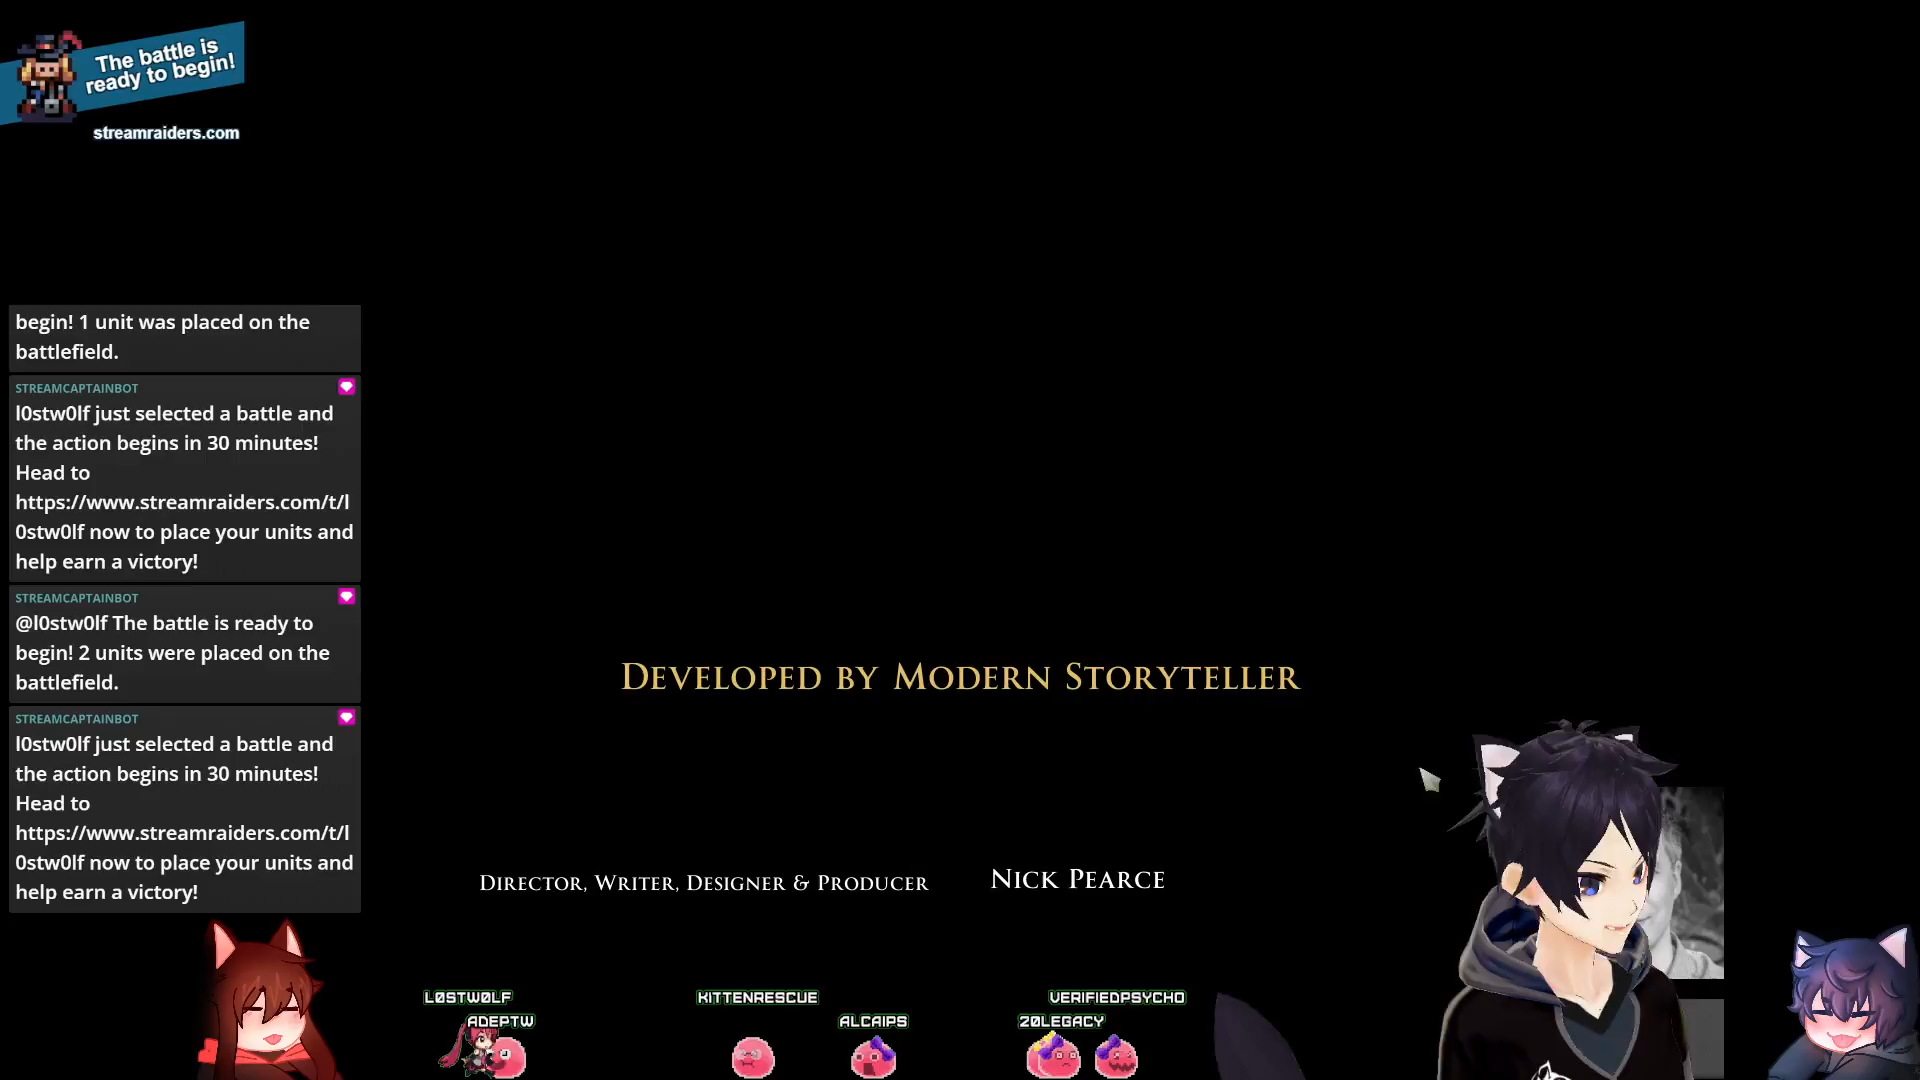 The battle is
ready to begin!
streamraiders.com
begin! 1 unit was placed on the
battlefield.
STREAMCAPTAINBOT
l0stw0lf just selected a battle and
the action begins in 30 minutes!
Head to
https://www.streamraiders.com/t/l
0stw0lf now to place your units and
help earn a victory!
STREAMCAPTAINBOT
@l0stw0lf The battle is ready to
begin! 2 units were placed on the
battlefield.
STREAMCAPTAINBOT
l0stw0lf just selected a battle and
the action begins in 30 minutes!
Head to
https://www.streamraiders.com/t/l
0stw0lf now to place your units and
help earn a victory!
Developed by Modern Storyteller
Director, Writer, Designer & Producer Nick Pearce
L0STW0LF
KITTENRESCUE
VERIFIEDPSYCHO
ADEPTW
ALCAIPS
20LEGACY